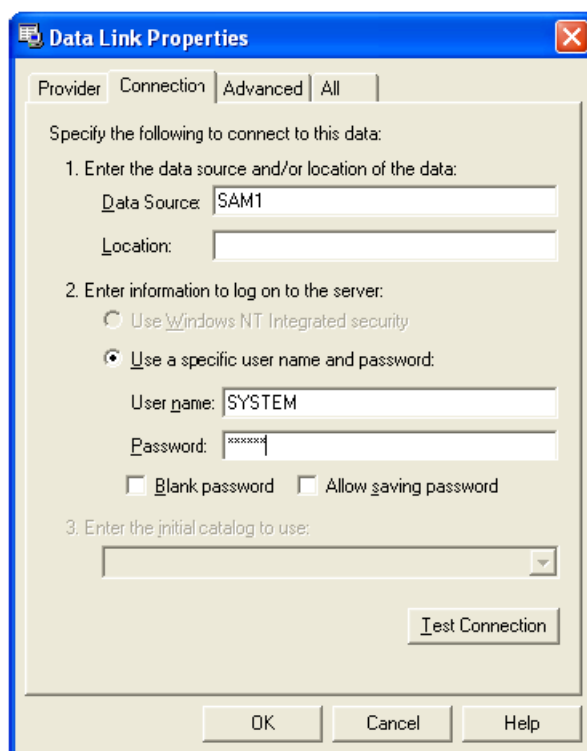 Data Link Properties
Provider Connection Advanced All
Specify the following to connect to this data:
1. Enter the data source and/or location of the data:
Data Source: SAM1
Location:
2. Enter information to log on to the server:
Use Windows NT Integrated security
Use a specific user name and password:
User name: SYSTEM
Password: ******
Blank password Allow saving password
3. Enter the initial catalog to use:
Test Connection
OK Cancel Help